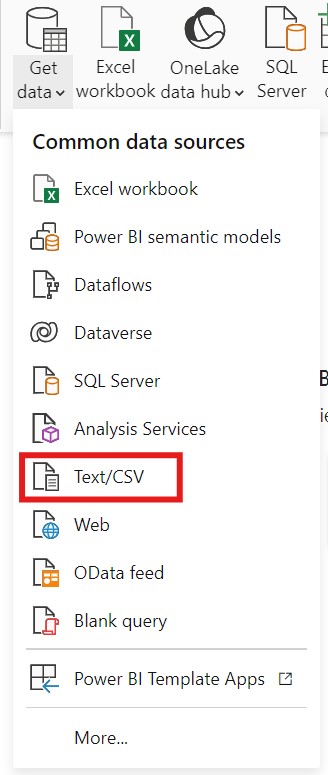 Get Excel OneLake SQL
data workbook data hub Server
Common data sources
Excel workbook
Power BI semantic models
Dataflows
Dataverse
SQL Server
Analysis Services
Text/CSV
Web
OData feed
Blank query
Power BI Template Apps
More...